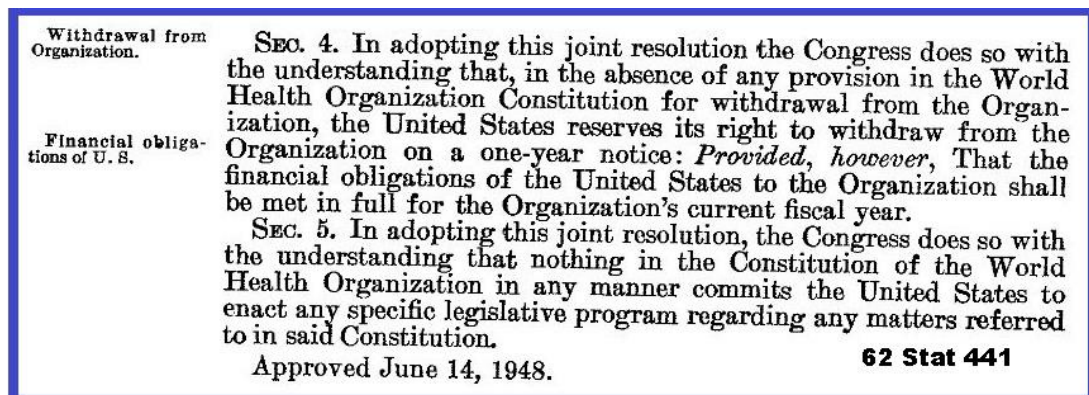 Withdrawal from
Organization.
SEC. 4. In adopting this joint resolution the Congress does so with
the understanding that, in the absence of any provision in the World
Health Organization Constitution for withdrawal from the Organ-
ization, the United States reserves its right to withdraw from the
Financial obliga-
tions of U. S.
Organization on a one-year notice: Provided, however, That the
financial obligations of the United States to the Organization shall
be met in full for the Organization's current fiscal year.
SEC. 5. In adopting this joint resolution, the Congress does so with
the understanding that nothing in the Constitution of the World
Health Organization in any manner commits the United States to
enact any specific legislative program regarding any matters referred
to in said Constitution.
Approved June 14, 1948.
62 Stat 441